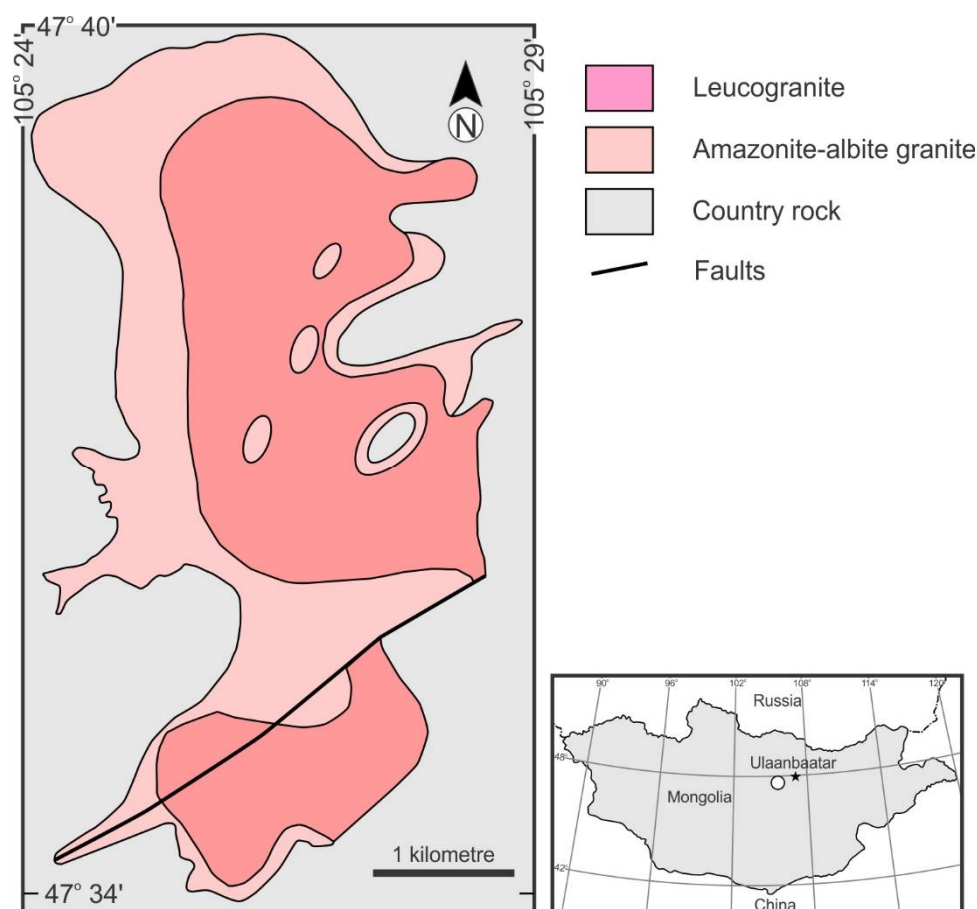 47° 40'
105° 24'
105° 29'
N
47° 34'
1 kilometre
Leucogranite
Amazonite-albite granite
Country rock
Faults
90°
96°
102°
108°
114°
120°
Russia
48°
Ulaanbaatar
Mongolia
42°
China